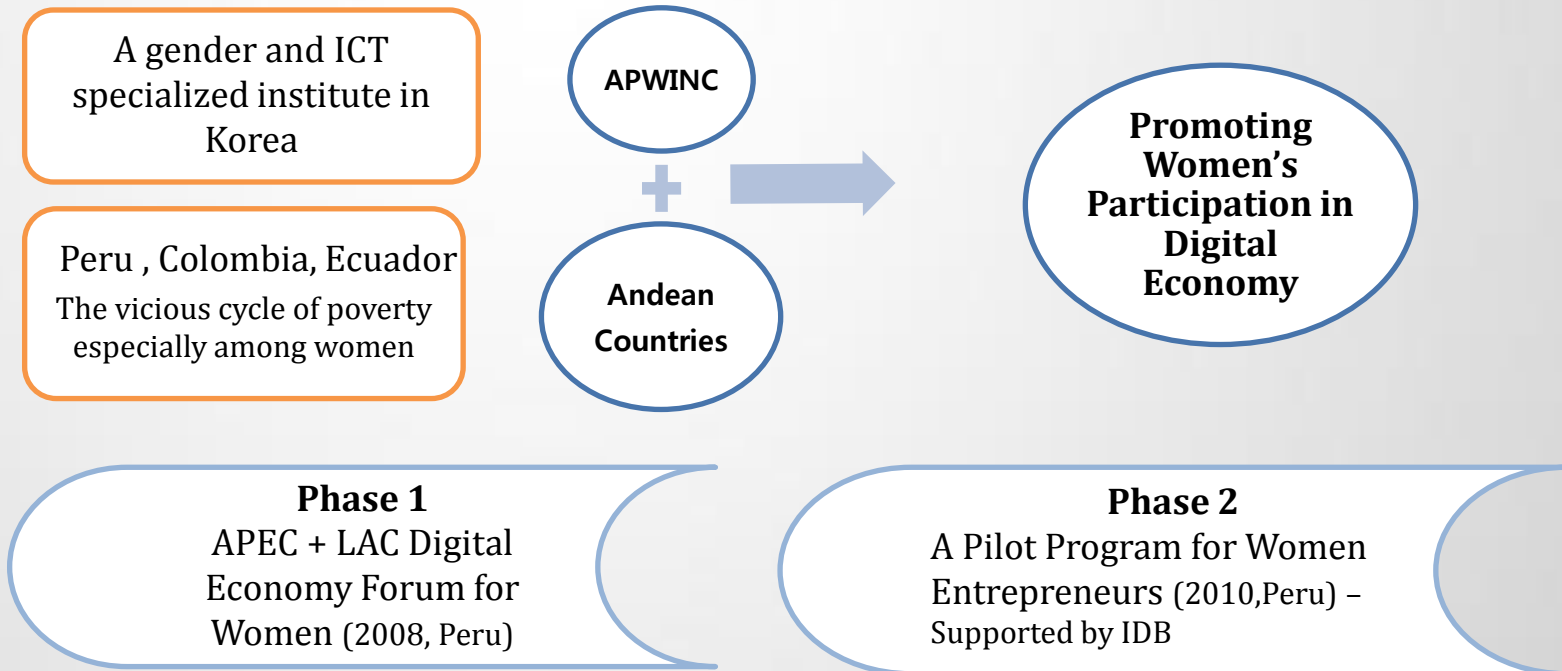 A gender and ICT
specialized institute in
Korea
APWINC
Peru , Colombia, Ecuador
The vicious cycle of poverty
especially among women
Andean
Countries
Promoting
Women’s
Participation in
Digital
Economy
Phase 1
APEC + LAC Digital
Economy Forum for
Women (2008, Peru)
Phase 2
A Pilot Program for Women
Entrepreneurs (2010,Peru) –
Supported by IDB